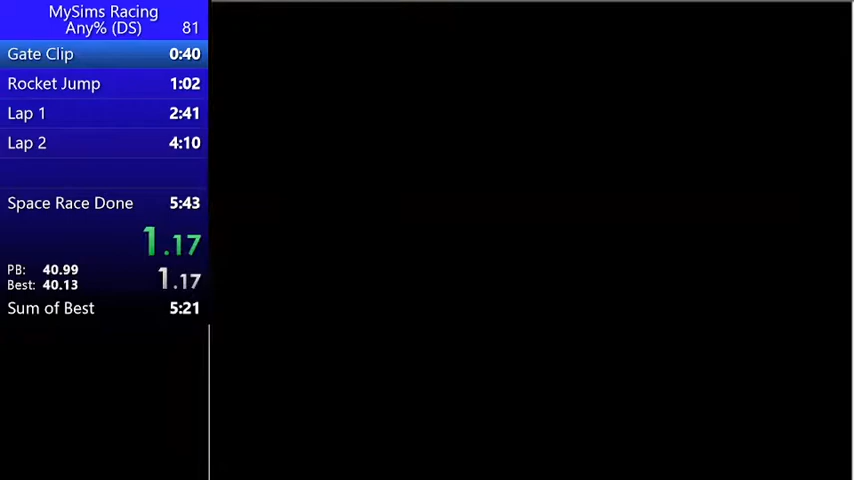 MySims Racing
Any% (DS) 81
Gate Clip 0:40
Rocket Jump 1:02
Lap 1 2:41
Lap 2 4:10
Space Race Done 5:43
1.17
PB: 40.99
Best: 40.13
1.17
Sum of Best 5:21